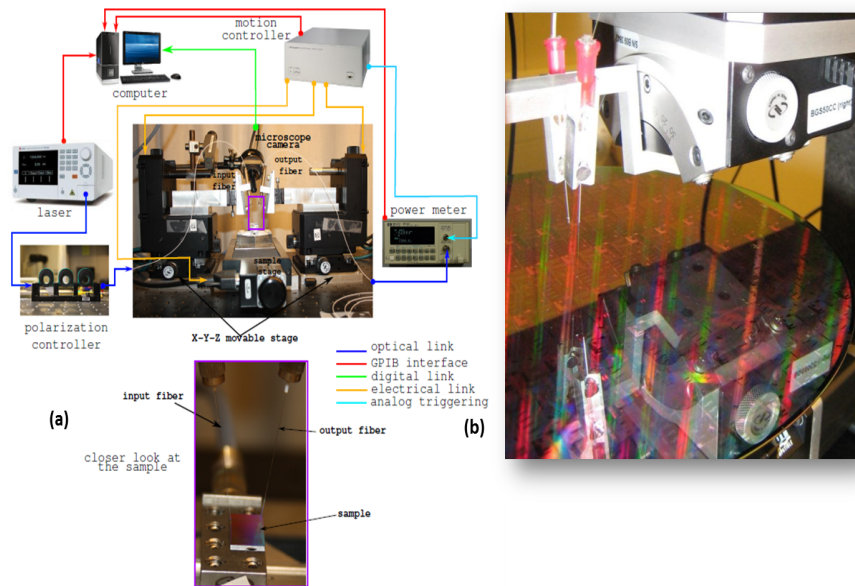 motion
controller
computer
microscope
camera
output
fiber
input
fiber
laser
power meter
sample
stage
polarization
controller
X-Y-Z movable stage
optical link
GPIB interface
digital link
electrical link
analog triggering
(a)
(b)
input fiber
output fiber
closer look at
the sample
sample
BGS80CC (right)